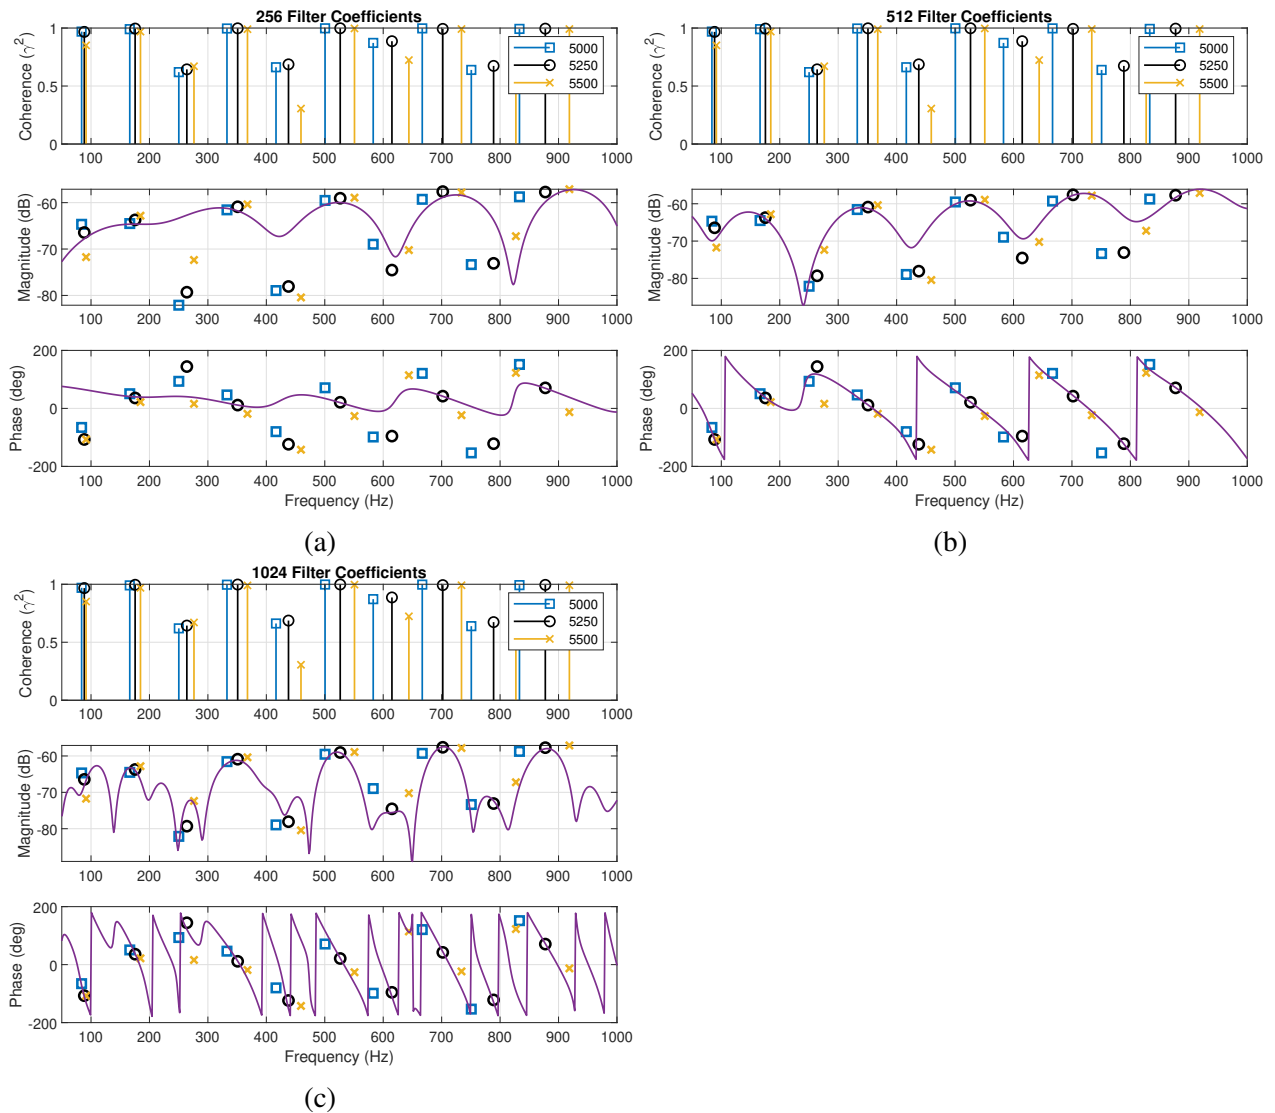 256 Filter Coefficients
Coherence (γ²)
1
0.5
0
5000
5250
5500
100 200 300 400 500 600 700 800 900 1000
Magnitude (dB)
-60
-70
-80
100 200 300 400 500 600 700 800 900 1000
Phase (deg)
200
0
-200
100 200 300 400 500 600 700 800 900 1000
Frequency (Hz)
(a)
512 Filter Coefficients
Coherence (γ²)
1
0.5
0
5000
5250
5500
100 200 300 400 500 600 700 800 900 1000
Magnitude (dB)
-60
-70
-80
100 200 300 400 500 600 700 800 900 1000
Phase (deg)
200
0
-200
100 200 300 400 500 600 700 800 900 1000
Frequency (Hz)
(b)
1024 Filter Coefficients
Coherence (γ²)
1
0.5
0
5000
5250
5500
100 200 300 400 500 600 700 800 900 1000
Magnitude (dB)
-60
-70
-80
100 200 300 400 500 600 700 800 900 1000
Phase (deg)
200
0
-200
100 200 300 400 500 600 700 800 900 1000
Frequency (Hz)
(c)